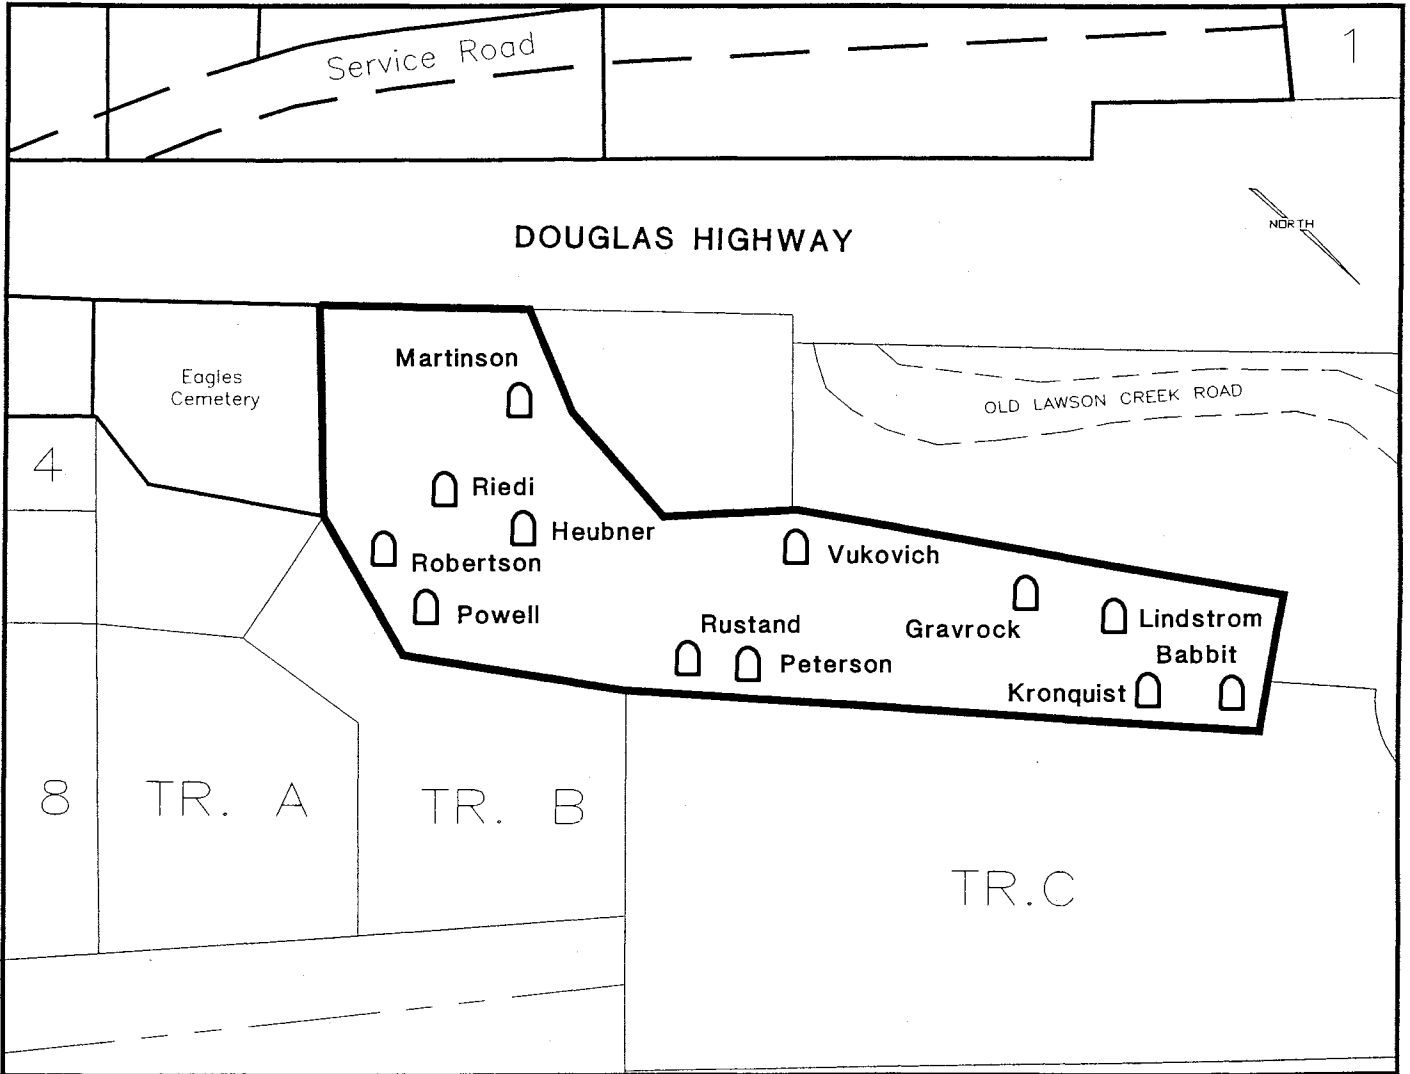 Service Road
1
NORTH
DOUGLAS HIGHWAY
Martinson
Eagles
Cemetery
OLD LAWSON CREEK ROAD
4
Riedi
Heubner
Robertson
Vukovich
Powell
Rustand
Gravrock
Lindstrom
Peterson
Babbit
Kronquist
8
TR. A
TR. B
TR.C